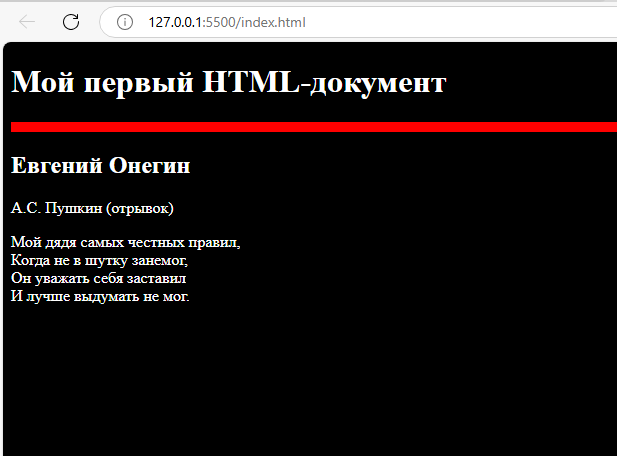 127.0.0.1:5500/index.html
Мой первый HTML-документ
Евгений Онегин
А.С. Пушкин (отрывок)
Мой дядя самых честных правил,
Когда не в шутку занемог,
Он уважать себя заставил
И лучше выдумать не мог.